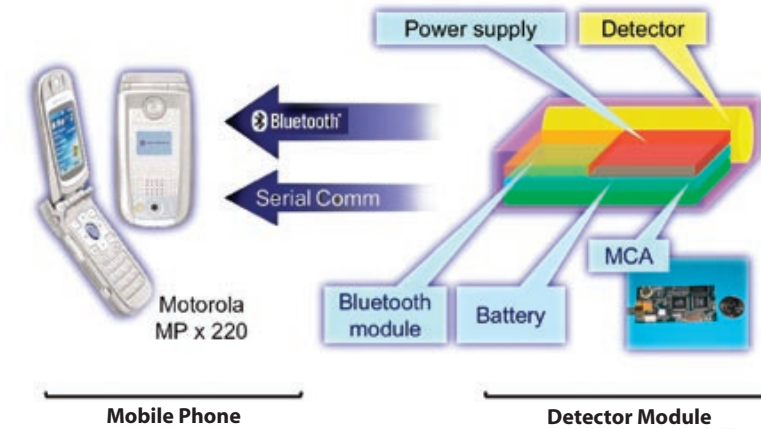 Power supply
Detector
Bluetooth®
Serial Comm
MCA
Bluetooth
module
Battery
Motorola
MP x 220
Mobile Phone
Detector Module